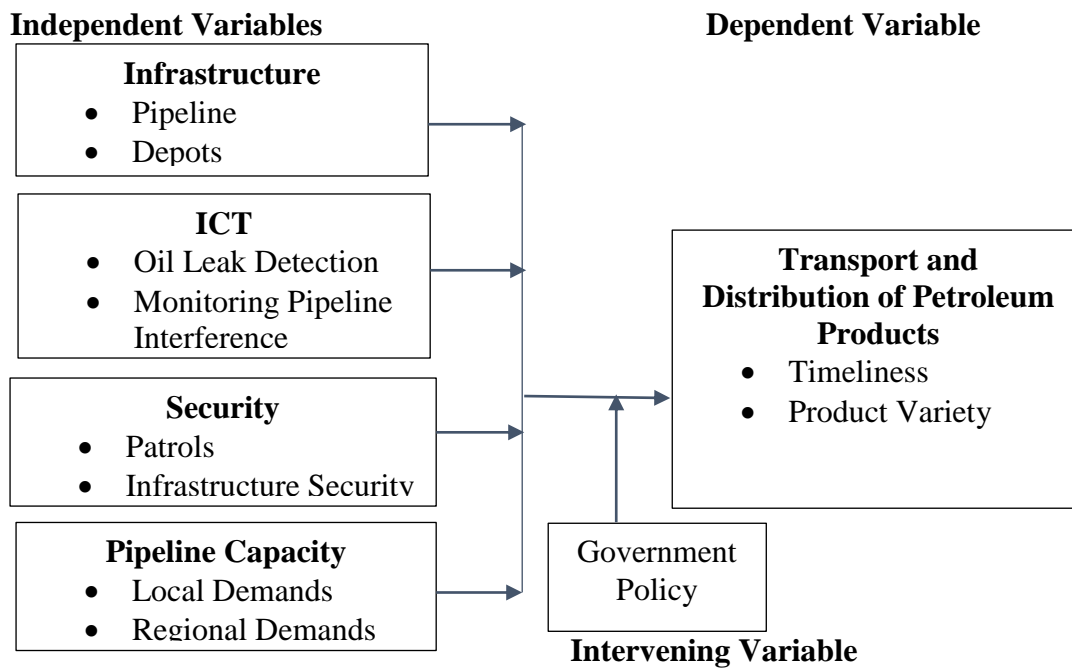 Independent Variables
Dependent Variable
Infrastructure
• Pipeline
• Depots
ICT
• Oil Leak Detection
• Monitoring Pipeline
Interference
Security
• Patrols
• Infrastructure Security
Pipeline Capacity
• Local Demands
• Regional Demands
Transport and
Distribution of Petroleum
Products
• Timeliness
• Product Variety
Government
Policy
Intervening Variable